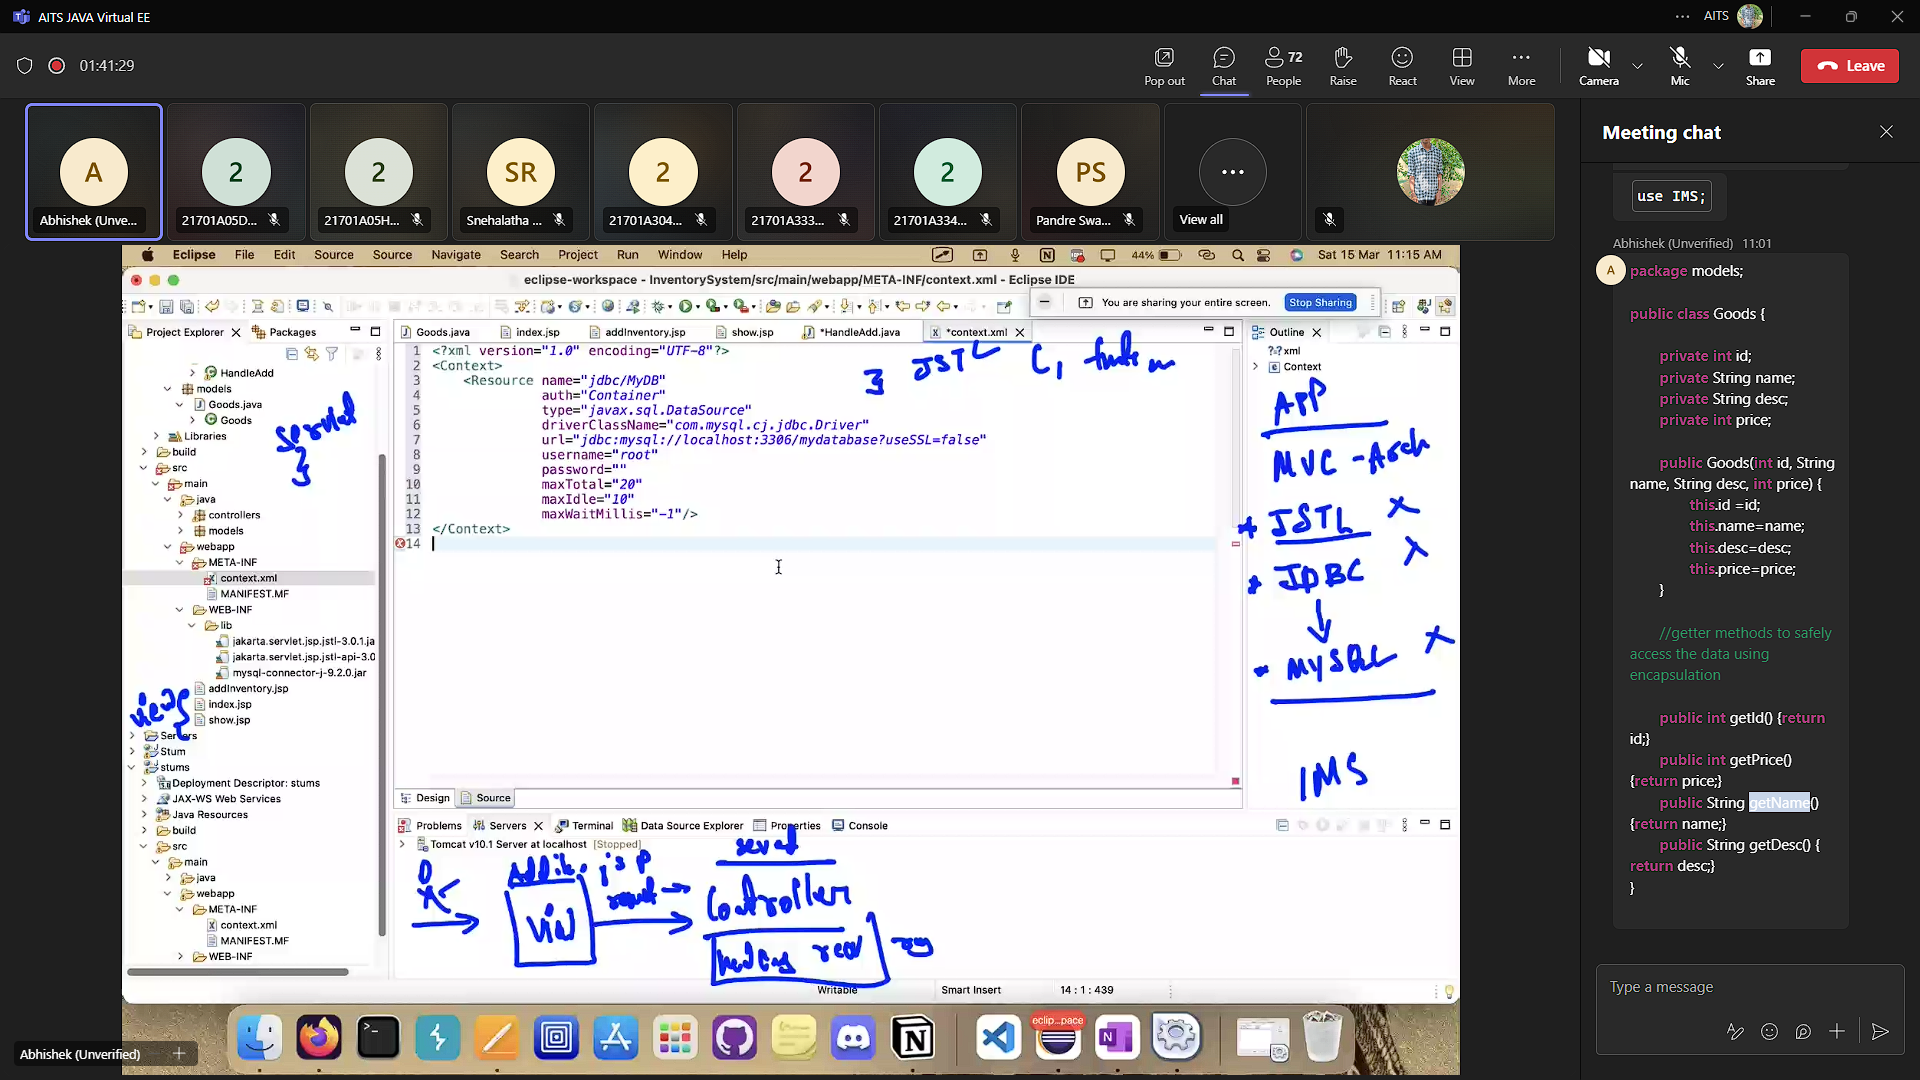 AITS JAVA Virtual EE
AITS
01:41:29
Pop out
Chat
72
People
Raise
React
View
More
Camera
Mic
Share
Leave
A
Abhishek (Unve...
2
21701A05D...
2
21701A05H...
SR
Snehalatha ...
2
21701A304...
2
21701A333...
2
21701A334...
PS
Pandre Swa...
View all
Eclipse File Edit Source Source Navigate Search Project Run Window Help
44%
Sat 15 Mar 11:15 AM
eclipse-workspace - InventorySystem/src/main/webapp/META-INF/context.xml - Eclipse IDE
You are sharing your entire screen.
Stop Sharing
Project Explorer
Packages
HandleAdd
models
Goods.java
Goods
Libraries
build
src
main
java
controllers
models
webapp
META-INF
context.xml
MANIFEST.MF
WEB-INF
lib
jakarta.servlet.jsp.jstl-3.0.1.ja
jakarta.servlet.jsp.jstl-api-3.0
mysql-connector-j-9.2.0.jar
addInventory.jsp
index.jsp
show.jsp
Servers
Stum
stums
Deployment Descriptor: stums
JAX-WS Web Services
Java Resources
build
src
main
java
webapp
META-INF
context.xml
MANIFEST.MF
WEB-INF
Goods.java
index.jsp
addInventory.jsp
show.jsp
*HandleAdd.java
*context.xml
1 <?xml version="1.0" encoding="UTF-8"?>
2 <Context>
3 <Resource name="jdbc/MyDB"
4 auth="Container"
5 type="javax.sql.DataSource"
6 driverClassName="com.mysql.cj.jdbc.Driver"
7 url="jdbc:mysql://localhost:3306/mydatabase?useSSL=false"
8 username="root"
9 password=""
10 maxTotal="20"
11 maxIdle="10"
12 maxWaitMillis="-1"/>
13 </Context>
14
JSTL
Design
Source
Outline
xml
Context
APP
MVC - Arch
* JSTL X
* JDBC X
MYSQL X
IMS
Problems
Servers
Terminal
Data Source Explorer
Properties
Console
Tomcat v10.1 Server at localhost [Stopped]
jsp
Controller
Writable
Smart Insert
14 : 1 : 439
eclip...pace
Abhishek (Unverified)
Meeting chat
use IMS;
Abhishek (Unverified) 11:01
A
package models;
public class Goods {
private int id;
private String name;
private String desc;
private int price;
public Goods(int id, String
name, String desc, int price) {
this.id =id;
this.name=name;
this.desc=desc;
this.price=price;
}
//getter methods to safely
access the data using
encapsulation
public int getId() {return
id;}
public int getPrice()
{return price;}
public String getName()
{return name;}
public String getDesc() {
return desc;}
}
Type a message